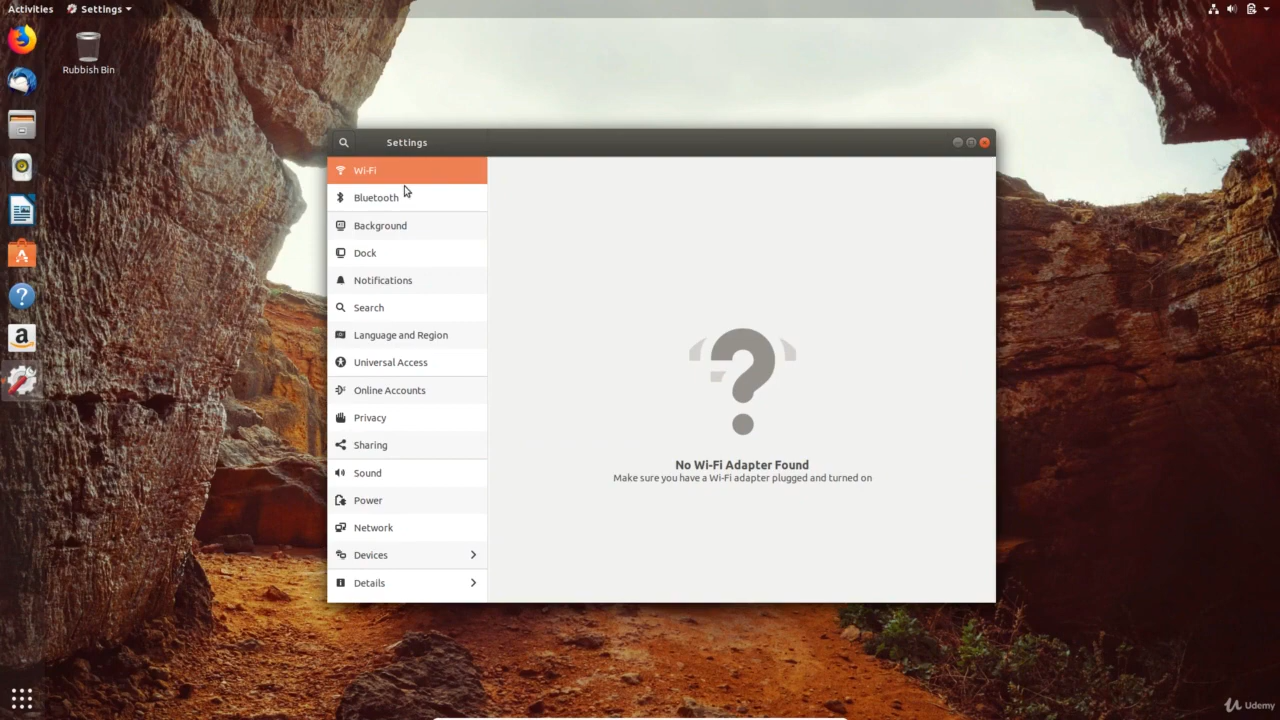 Activities
Settings
Rubbish Bin
Settings
Wi-Fi
Bluetooth
Background
Dock
Notifications
Search
Language and Region
Universal Access
Online Accounts
Privacy
Sharing
Sound
Power
Network
Devices
Details
No Wi-Fi Adapter Found
Make sure you have a Wi-Fi adapter plugged and turned on
Udemy